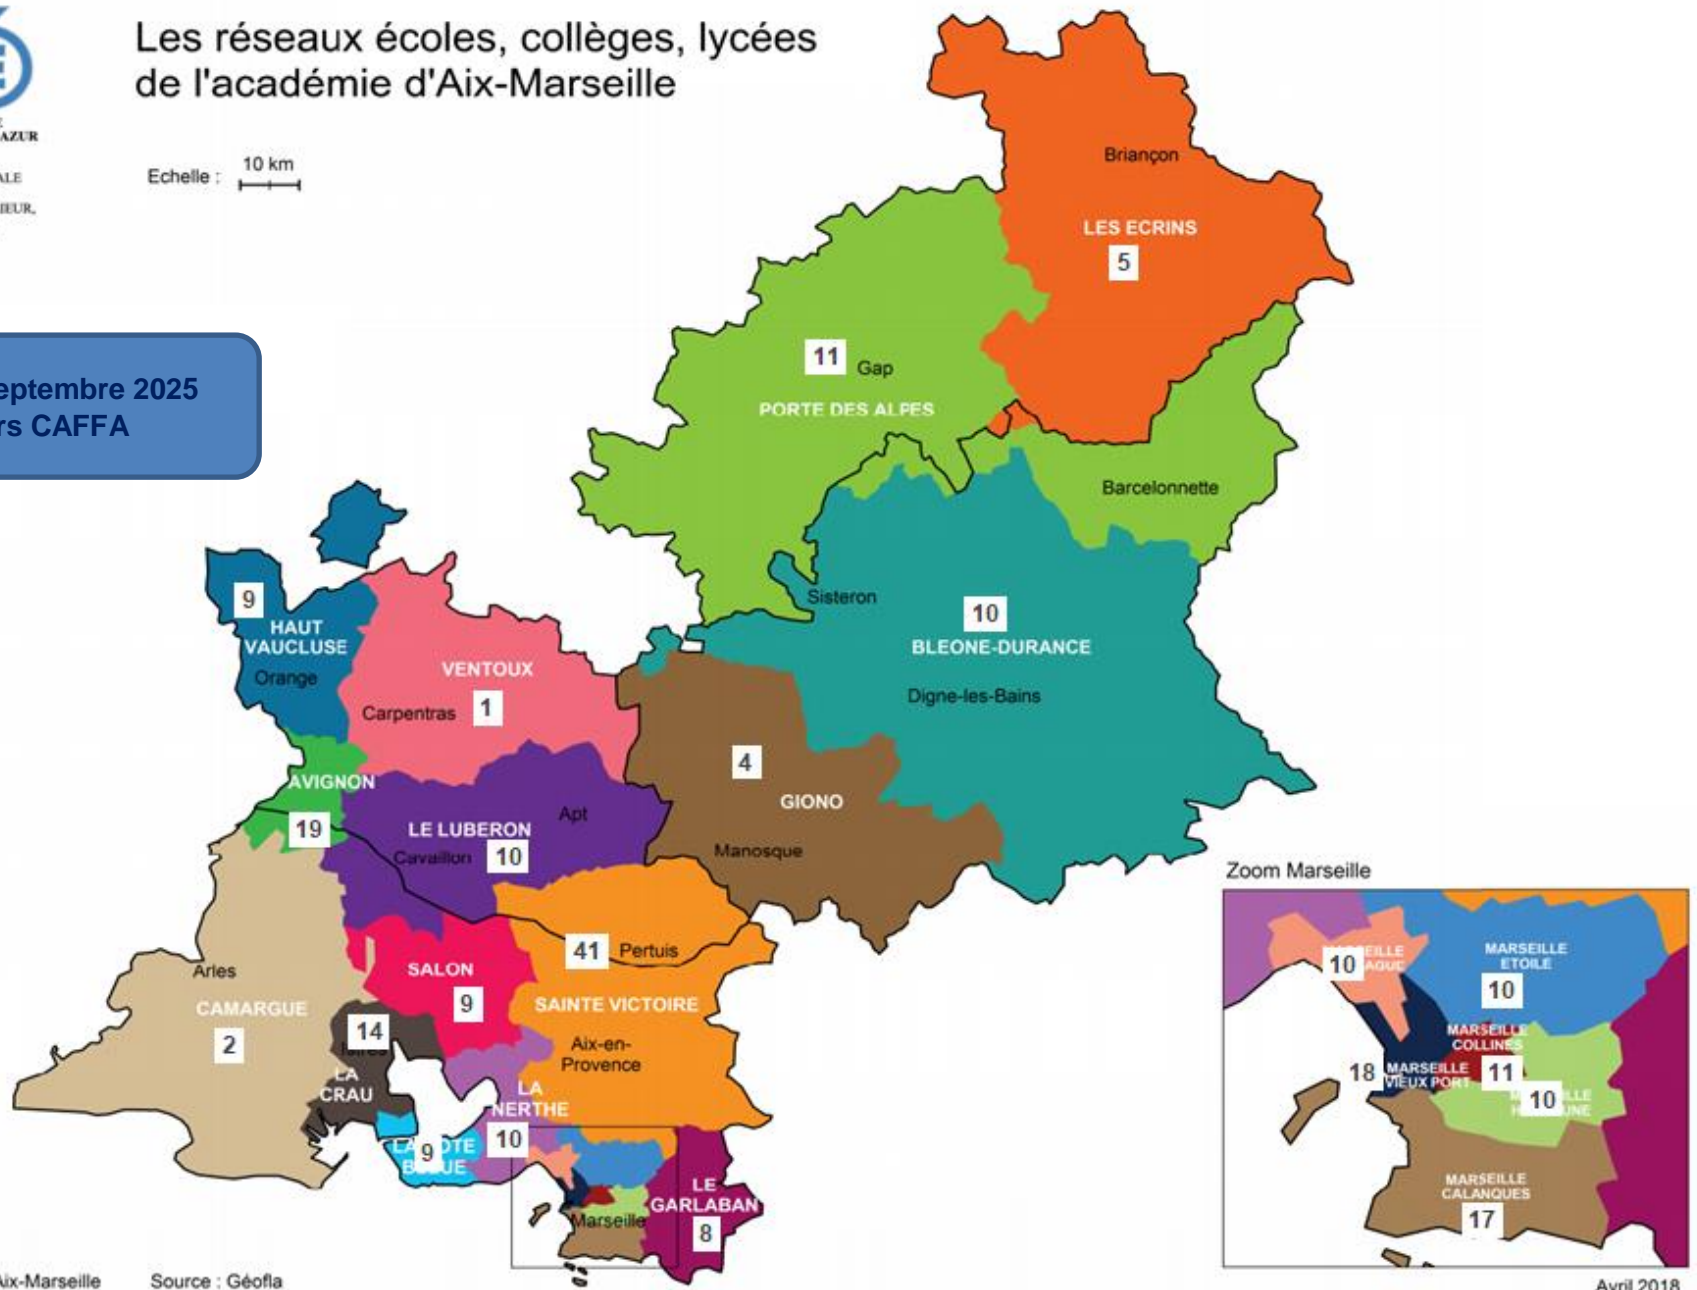 Les réseaux écoles, collèges, lycées
de l'académie d'Aix-Marseille
AZUR
Echelle :
10 km
Briançon
LES ECRINS
5
11
Gap
PORTE DES ALPES
2025
CAFFA
Barcelonnette
9
HAUT
VAUCLUSE
Orange
Sisteron
10
BLEONE-DURANCE
Digne-les-Bains
VENTOUX
Carpentras
1
4
GIONO
Manosque
AVIGNON
19
Apt
LE LUBERON
Cavaillon
10
41
Pertuis
SALON
9
SAINTE VICTOIRE
Aix-en-
Provence
Arles
CAMARGUE
2
14
Istres
LA
CRAU
LA
NERTHE
10
9
LE
GARLABAN
8
Marseille
Zoom Marseille
10
MARSEILLE
ETOILE
10
MARSEILLE
COLLINES
11
18
MARSEILLE
VIEUX PORT
10
MARSEILLE
CALANQUES
17
Aix-Marseille
Source : Géofla
Avril 2018